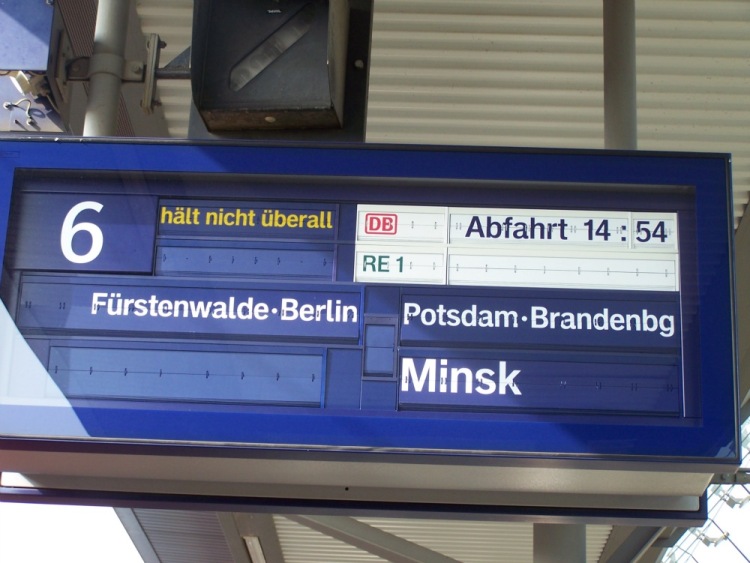 6
hält nicht überall
DB
Abfahrt 14:54
RE 1
Fürstenwalde·Berlin
Potsdam·Brandenbg
Minsk